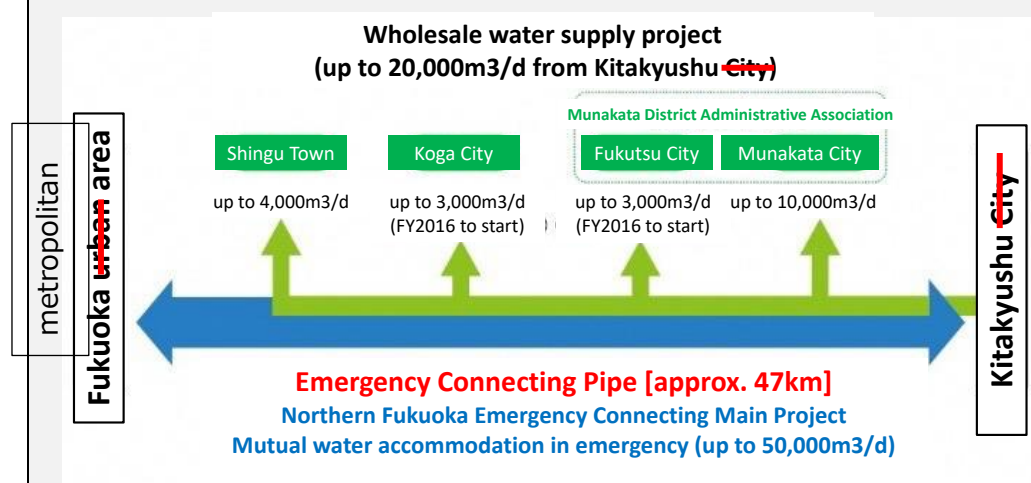 Wholesale water supply project
(up to 20,000m3/d from Kitakyushu City)
Munakata District Administrative Association
Shingu Town
Koga City
Fukutsu City
Munakata City
up to 4,000m3/d
up to 3,000m3/d
(FY2016 to start)
up to 3,000m3/d
(FY2016 to start)
up to 10,000m3/d
metropolitan
Fukuoka urban area
Kitakyushu City
Emergency Connecting Pipe [approx. 47km]
Northern Fukuoka Emergency Connecting Main Project
Mutual water accommodation in emergency (up to 50,000m3/d)